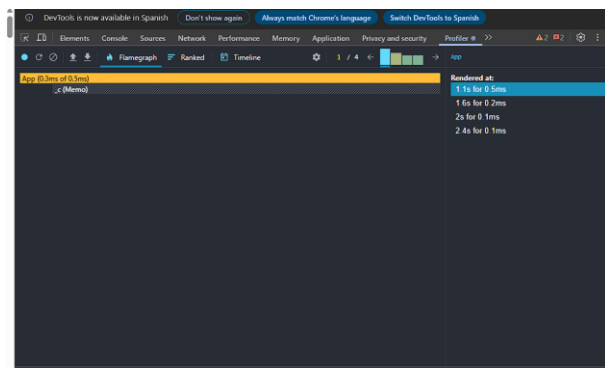 DevTools is now available in Spanish Don't show again Always match Chrome's language Switch DevTools to Spanish
Elements Console Sources Network Performance Memory Application Privacy and security Profiler 2 2
Flamegraph Ranked Timeline 1 / 4 App
App (0.3ms of 0.5ms)
_c (Memo)
Rendered at:
1.1s for 0.5ms
1.6s for 0.2ms
2s for 0.1ms
2.4s for 0.1ms